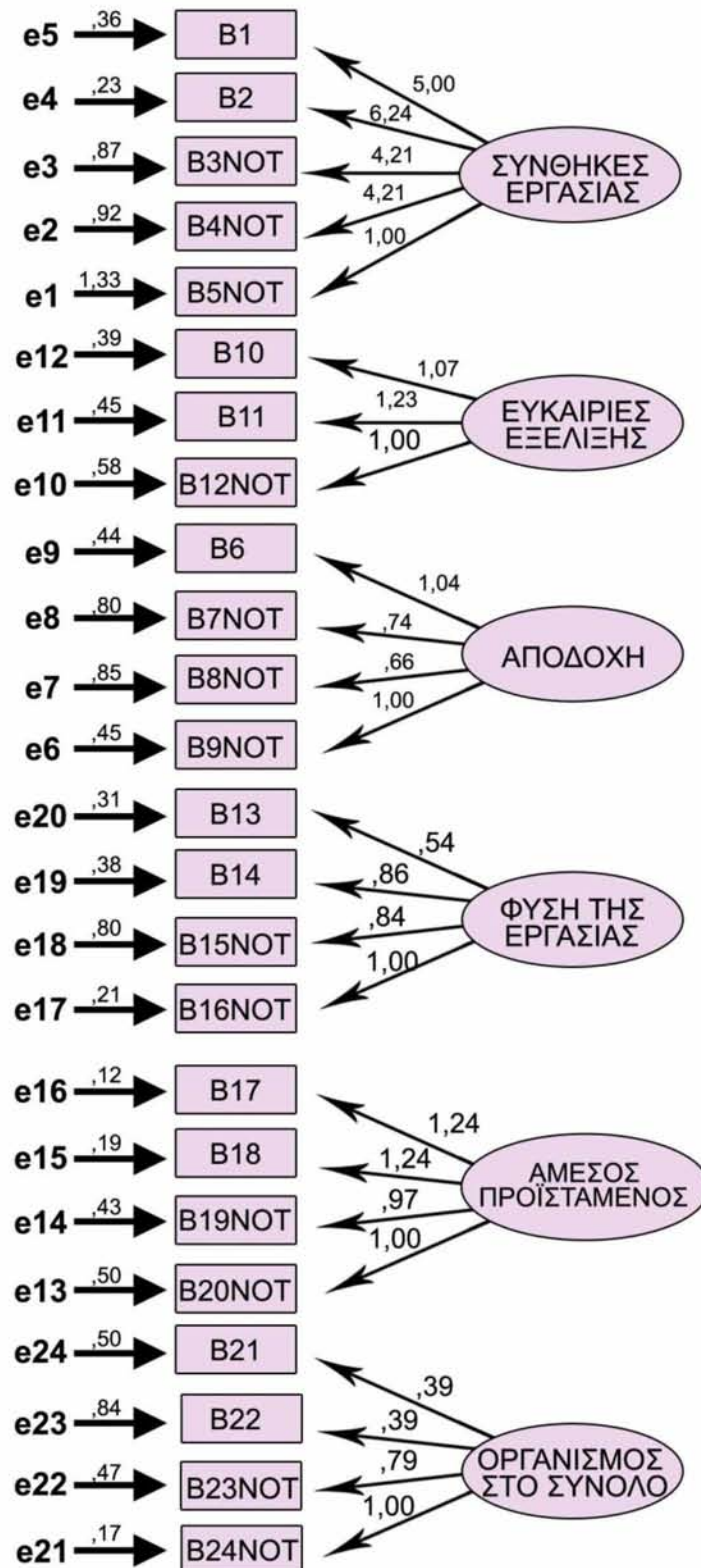 e5 ,36 B1
5,00
e4 ,23 B2
6,24
e3 ,87 B3NOT
4,21
ΣΥΝΘΗΚΕΣ
ΕΡΓΑΣΙΑΣ
e2 ,92 B4NOT
4,21
e1 1,33 B5NOT
1,00
e12 ,39 B10
1,07
e11 ,45 B11
1,23
ΕΥΚΑΙΡΙΕΣ
ΕΞΕΛΙΞΗΣ
e10 ,58 B12NOT
1,00
e9 ,44 B6
1,04
e8 ,80 B7NOT
,74
ΑΠΟΔΟΧΗ
e7 ,85 B8NOT
,66
e6 ,45 B9NOT
1,00
e20 ,31 B13
,54
e19 ,38 B14
,86
ΦΥΣΗ ΤΗΣ
ΕΡΓΑΣΙΑΣ
e18 ,80 B15NOT
,84
e17 ,21 B16NOT
1,00
e16 ,12 B17
1,24
e15 ,19 B18
1,24
ΑΜΕΣΟΣ
ΠΡΟΪΣΤΑΜΕΝΟΣ
e14 ,43 B19NOT
,97
e13 ,50 B20NOT
1,00
e24 ,50 B21
,39
e23 ,84 B22
,39
ΟΡΓΑΝΙΣΜΟΣ
ΣΤΟ ΣΥΝΟΛΟ
e22 ,47 B23NOT
,79
e21 ,17 B24NOT
1,00